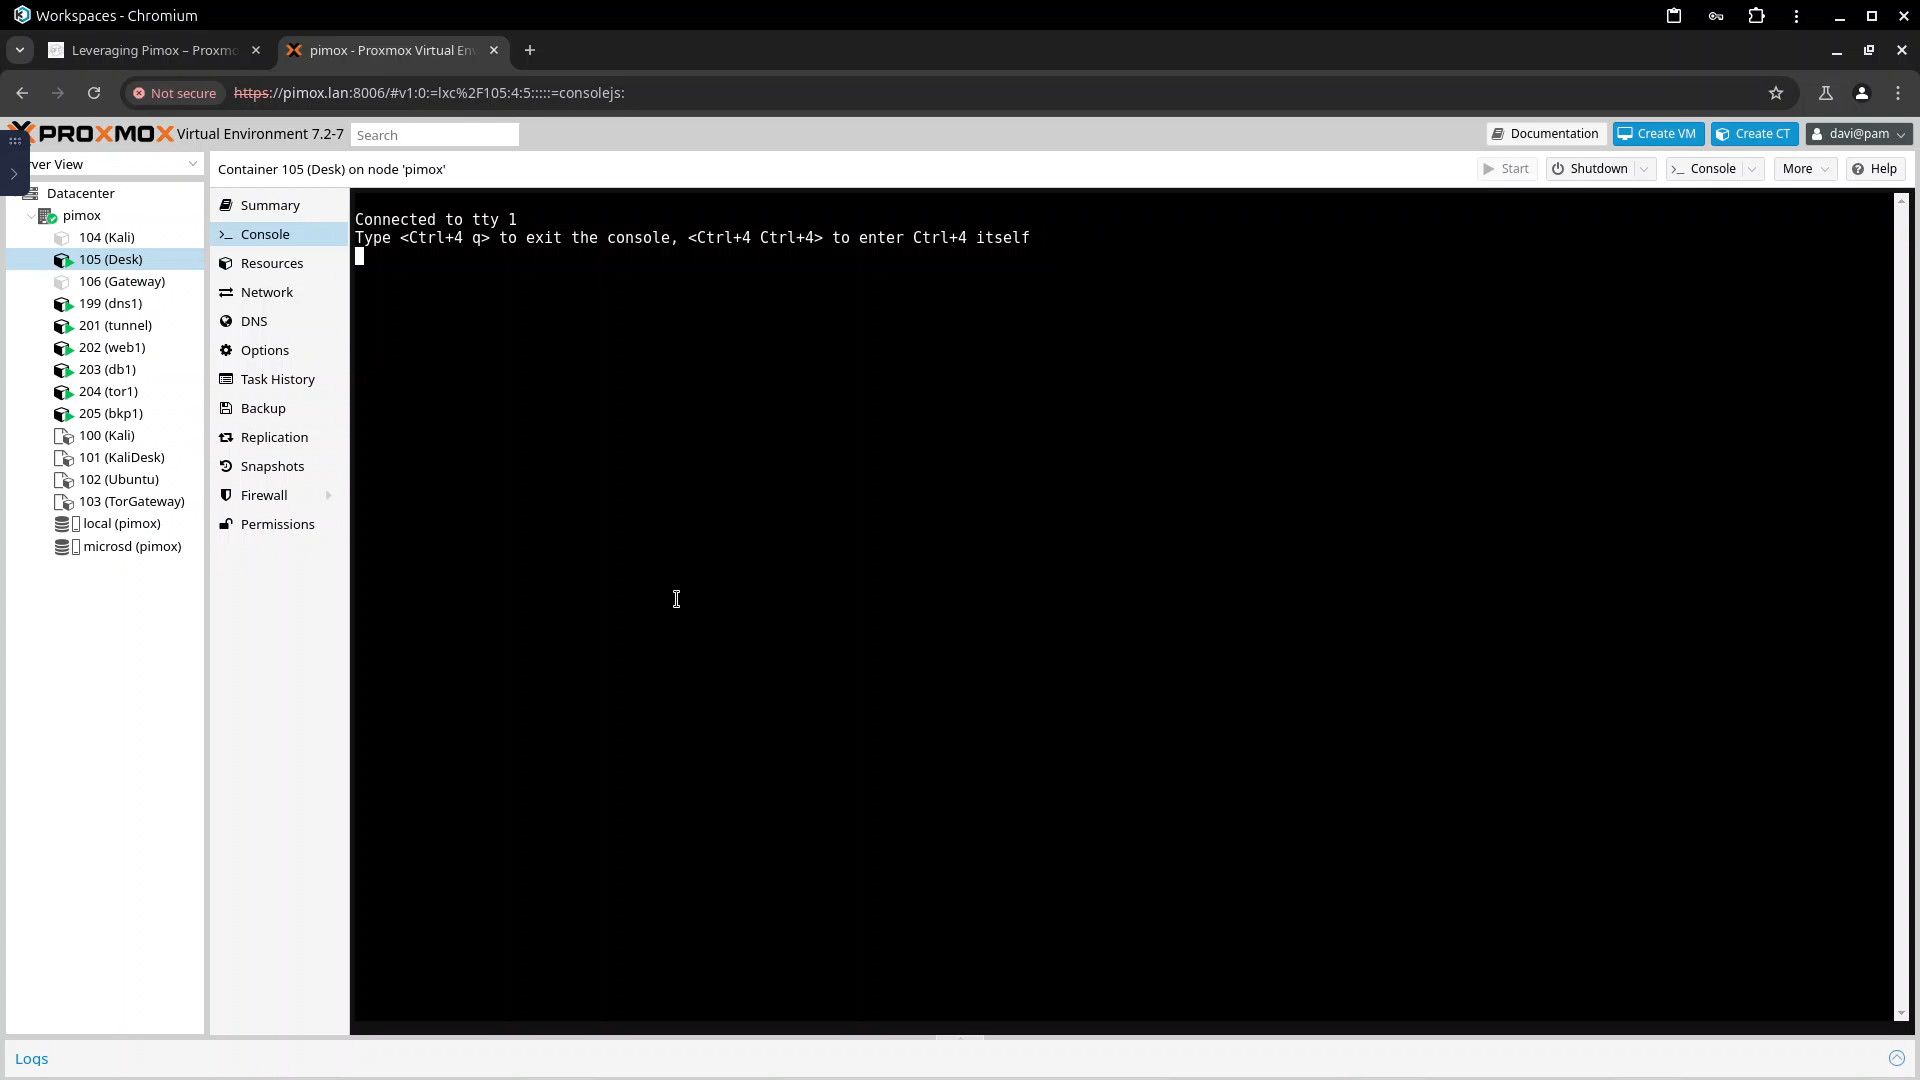 Workspaces - Chromium
Leveraging Pimox – Proxmo
pimox - Proxmox Virtual En
Not secure
https://pimox.lan:8006/#v1:0:=lxc%2F105:4:5:::::=consolejs:
PROXMOX Virtual Environment 7.2-7
Search
Documentation
Create VM
Create CT
davi@pam
rver View
Container 105 (Desk) on node 'pimox'
Start
Shutdown
Console
More
Help
Datacenter
pimox
104 (Kali)
105 (Desk)
106 (Gateway)
199 (dns1)
201 (tunnel)
202 (web1)
203 (db1)
204 (tor1)
205 (bkp1)
100 (Kali)
101 (KaliDesk)
102 (Ubuntu)
103 (TorGateway)
local (pimox)
microsd (pimox)
Summary
Console
Resources
Network
DNS
Options
Task History
Backup
Replication
Snapshots
Firewall
Permissions
Connected to tty 1
Type <Ctrl+4 q> to exit the console, <Ctrl+4 Ctrl+4> to enter Ctrl+4 itself
Logs